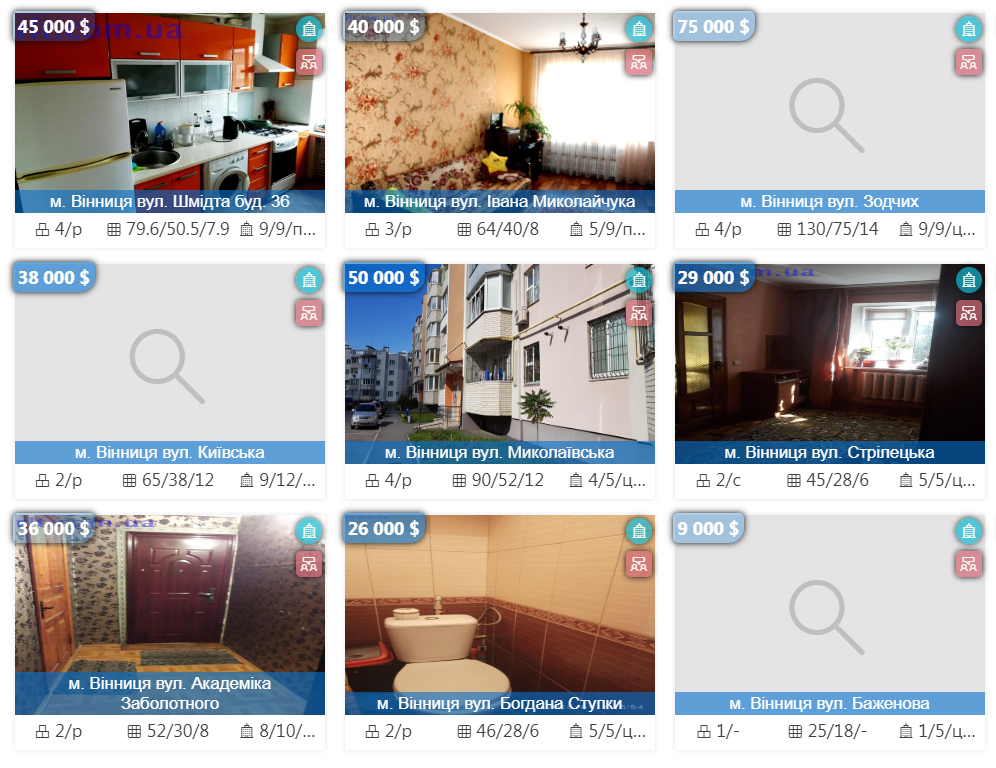 45 000 $
40 000 $
75 000 $
м. Вінниця вул. Шмідта буд. 36
м. Вінниця вул. Івана Миколайчука
м. Вінниця вул. Зодчих
4/р 79.6/50.5/7.9 9/9/п...
3/р 64/40/8 5/9/п...
4/р 130/75/14 9/9/ц...
38 000 $
50 000 $
29 000 $
м. Вінниця вул. Київська
м. Вінниця вул. Миколаївська
м. Вінниця вул. Стрілецька
2/р 65/38/12 9/12/...
4/р 90/52/12 4/5/ц...
2/с 45/28/6 5/5/ц...
36 000 $
26 000 $
9 000 $
м. Вінниця вул. Академіка
Заболотного
м. Вінниця вул. Богдана Ступки
м. Вінниця вул. Баженова
2/р 52/30/8 8/10/...
2/р 46/28/6 5/5/ц...
1/- 25/18/- 1/5/ц...